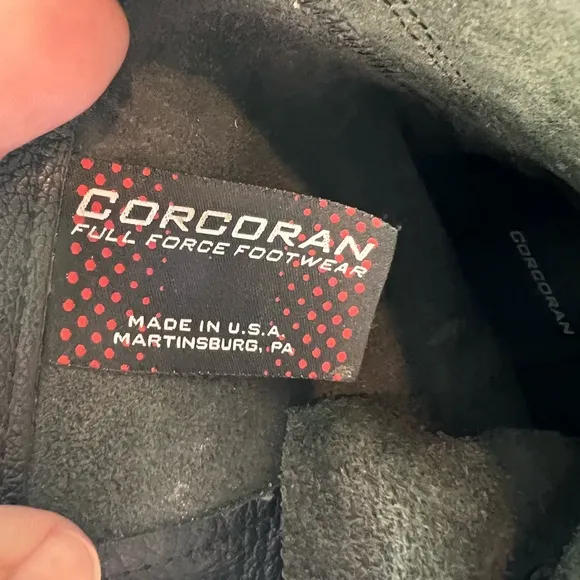 CORCORAN
FULL FORCE FOOTWEAR
MADE IN U.S.A.
MARTINSBURG, PA
CORCORAN